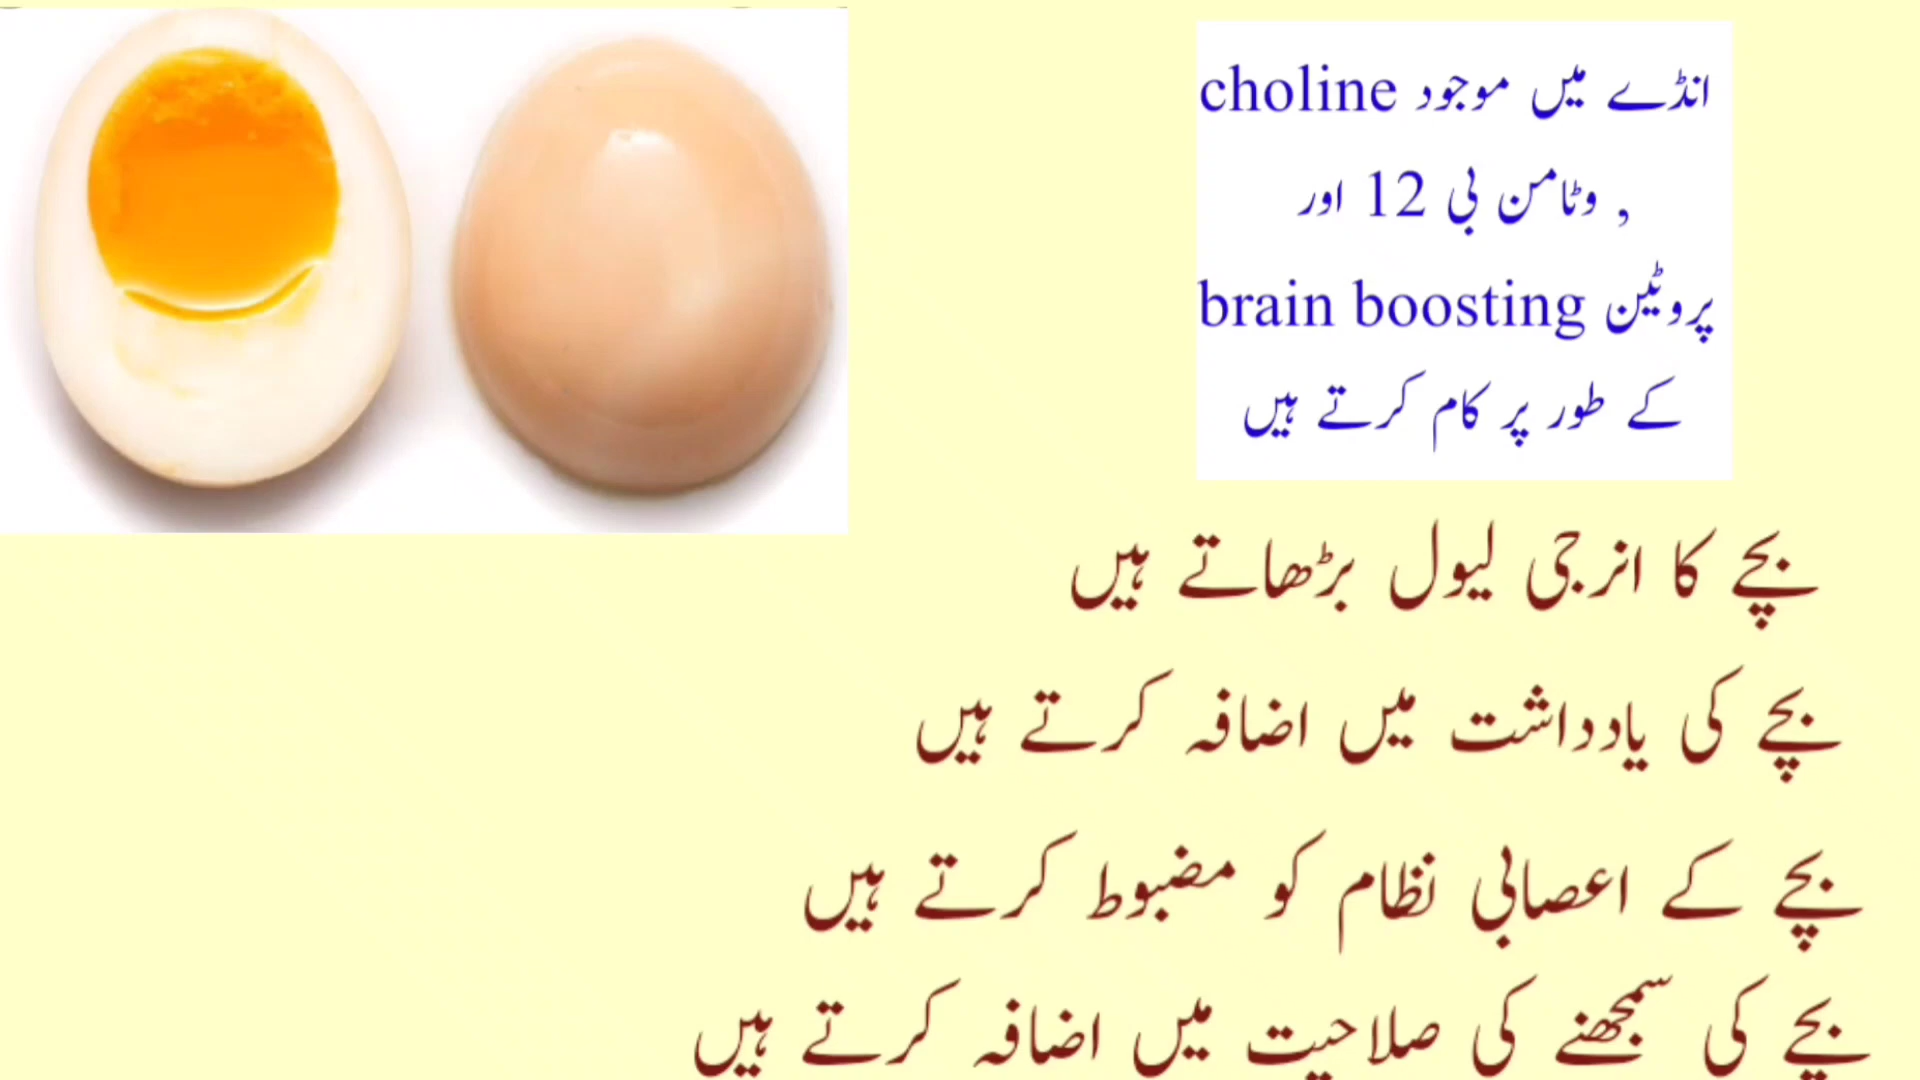 انڈے میں موجود choline
, وٹامن بی 12 اور
پروٹین brain boosting
کے طور پر کام کرتے ہیں
بچے کا انرجی لیول بڑھاتے ہیں
بچے کی یادداشت میں اضافہ کرتے ہیں
بچے کے اعصابی نظام کو مضبوط کرتے ہیں
بچے کی سمجھنے کی صلاحیت میں اضافہ کرتے ہیں